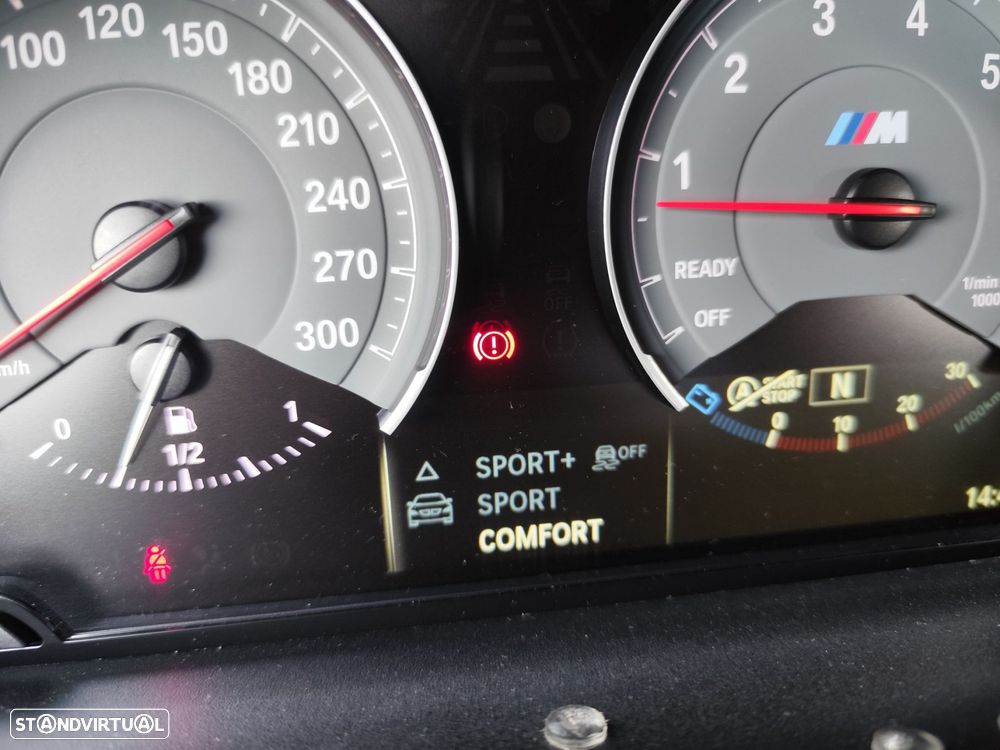 100 120 150 180 210 240 270 300
0 1/2 1
SPORT+ OFF
SPORT
COMFORT
1 2 3 4 5
M
READY
OFF
1/min
1000
A START STOP N
0 10 20 30
l/100km
14:
STANDVIRTUAL